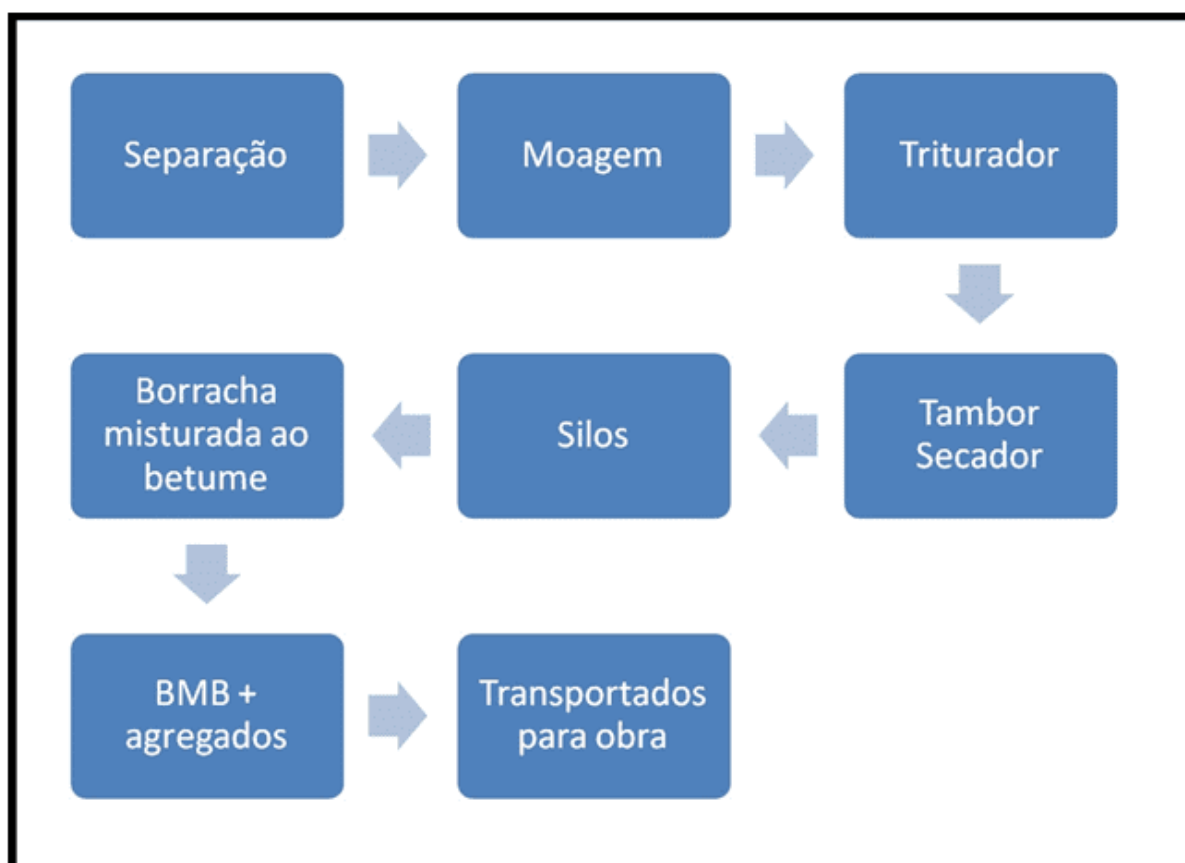 Separação
Moagem
Triturador
Tambor
Secador
Silos
Borracha
misturada ao
betume
BMB +
agregados
Transportados
para obra